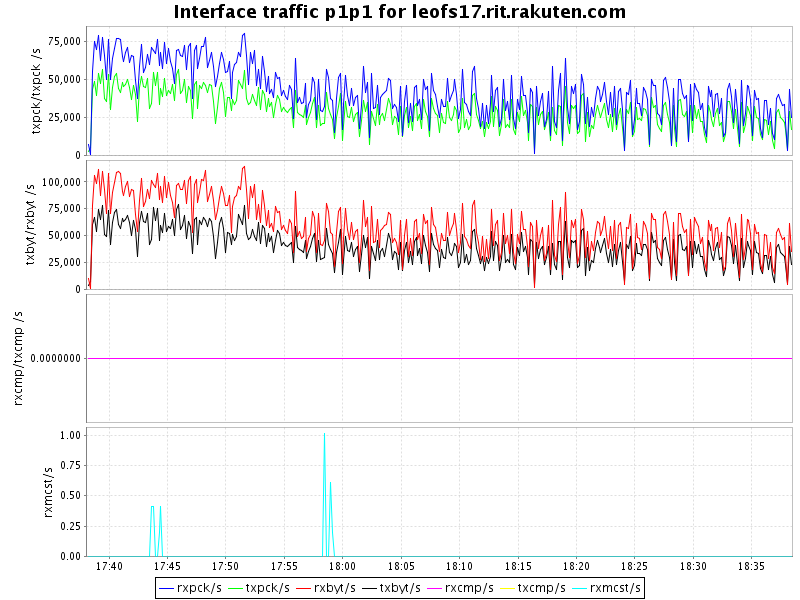 Interface traffic p1p1 for leofs17.rit.rakuten.com
txpck/txpck /s
75,000
50,000
25,000
0
txbyt/rxbyt /s
100,000
75,000
50,000
25,000
0
rxcmp/txcmp /s
0.0000000
rxmcst/s
1.00
0.75
0.50
0.25
0.00
17:40 17:45 17:50 17:55 18:00 18:05 18:10 18:15 18:20 18:25 18:30 18:35
rxpck/s txpck/s rxbyt/s txbyt/s rxcmp/s txcmp/s rxmcst/s